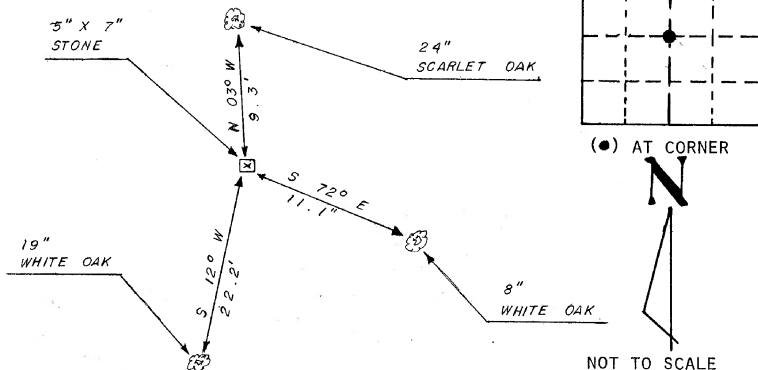 5" X 7"
STONE
24"
SCARLET OAK
N 03° W
9.3'
X
S 72° E
11.1"
S 12° W
22.2'
19"
WHITE OAK
8"
WHITE OAK
(●) AT CORNER
N
NOT TO SCALE